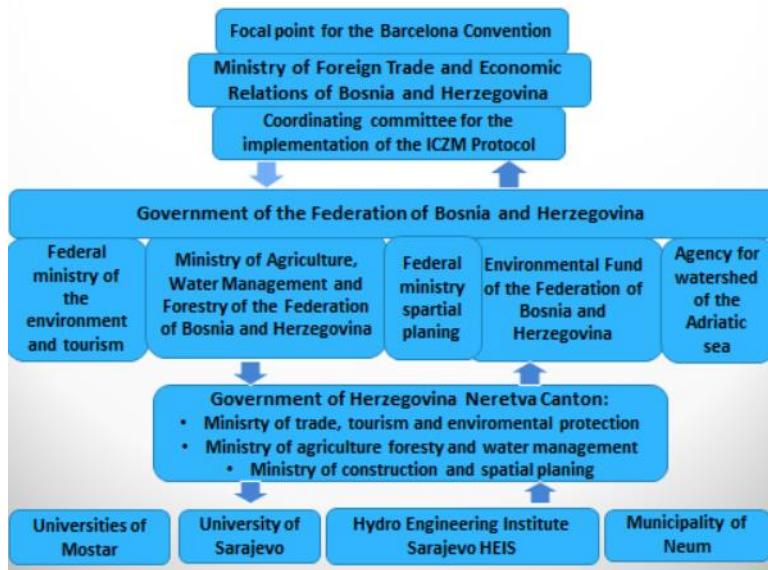 Focal point for the Barcelona Convention
Ministry of Foreign Trade and Economic
Relations of Bosnia and Herzegovina
Coordinating committee for the
implementation of the ICZM Protocol
Government of the Federation of Bosnia and Herzegovina
Federal
ministry of
the
environment
and tourism
Ministry of Agriculture,
Water Management and
Forestry of the Federation
of Bosnia and Herzegovina
Federal
ministry
spartial
planing
Environmental Fund
of the Federation of
Bosnia and
Herzegovina
Agency for
watershed
of the
Adriatic
sea
Government of Herzegovina Neretva Canton:
• Minisrty of trade, tourism and enviromental protection
• Ministry of agriculture foresty and water management
• Ministry of construction and spatial planing
Universities of
Mostar
University of
Sarajevo
Hydro Engineering Institute
Sarajevo HEIS
Municipality of
Neum